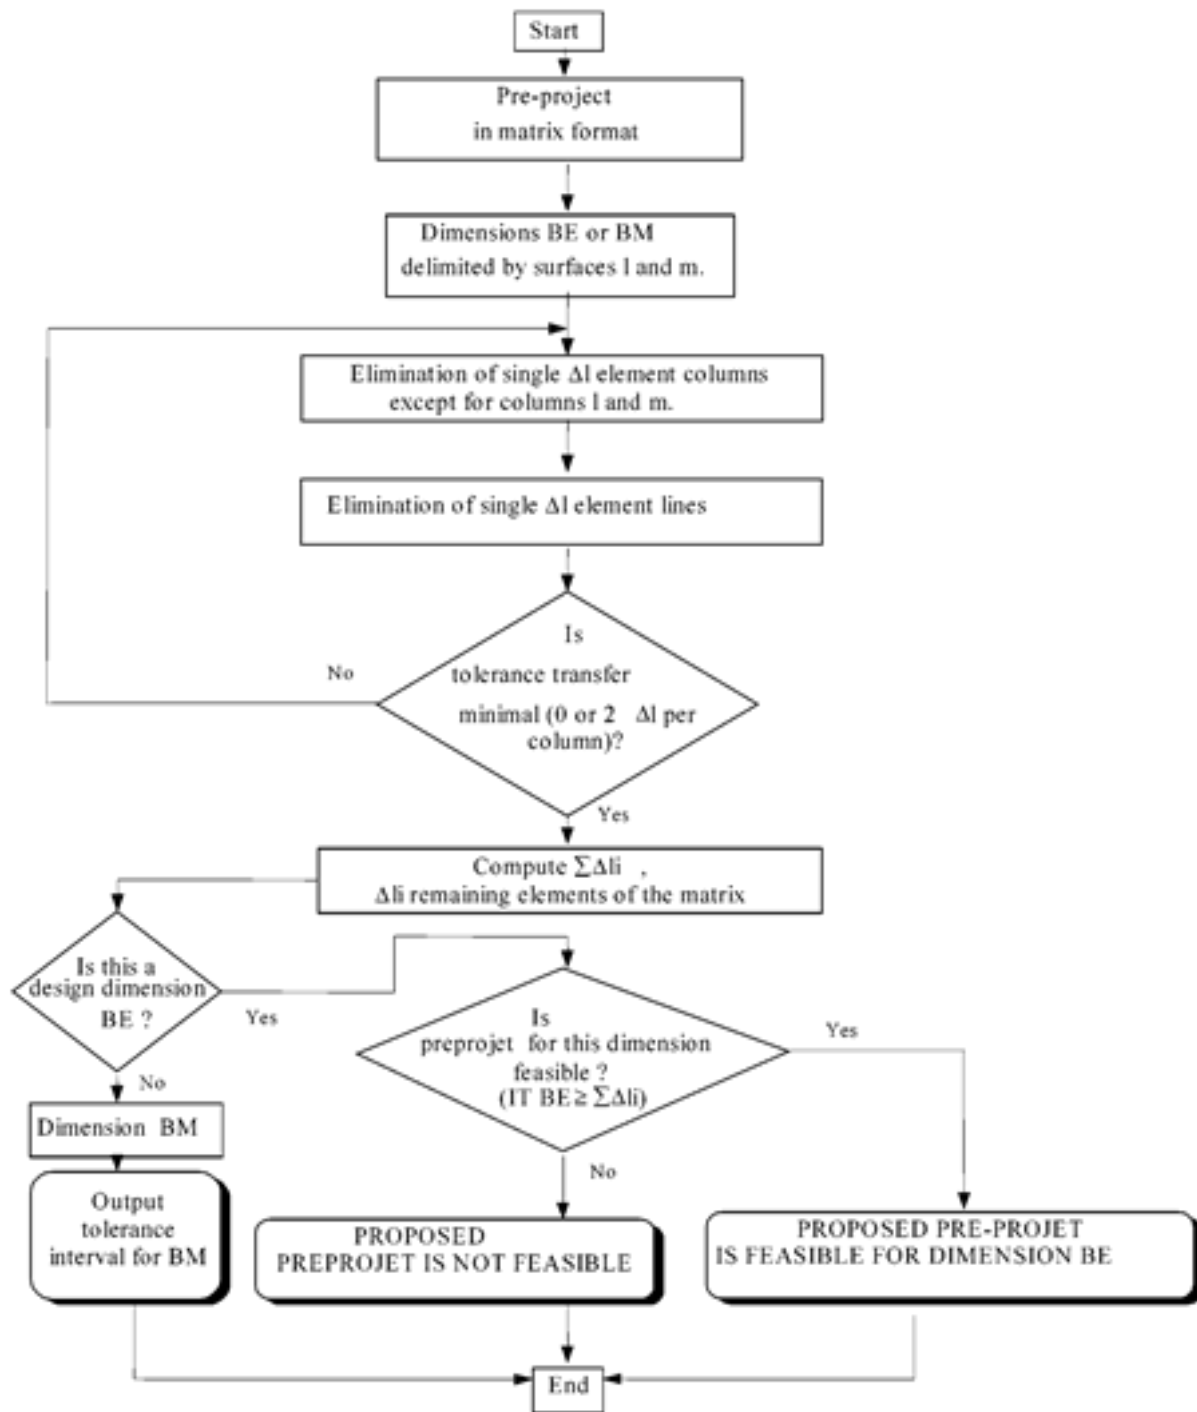 Start
Pre-project
in matrix format
Dimensions BE or BM
delimited by surfaces l and m.
Elimination of single Δl element columns
except for columns l and m.
Elimination of single Δl element lines
Is
tolerance transfer
minimal (0 or 2 Δl per
column)?
No
Yes
Compute ∑Δli ,
Δli remaining elements of the matrix
Is this a
design dimension
BE ?
Yes
No
Is
preprojet for this dimension
feasible ?
(IT BE ≥ ∑Δli)
Yes
No
Dimension BM
Output
tolerance
interval for BM
PROPOSED
PREPROJET IS NOT FEASIBLE
PROPOSED PRE-PROJET
IS FEASIBLE FOR DIMENSION BE
End